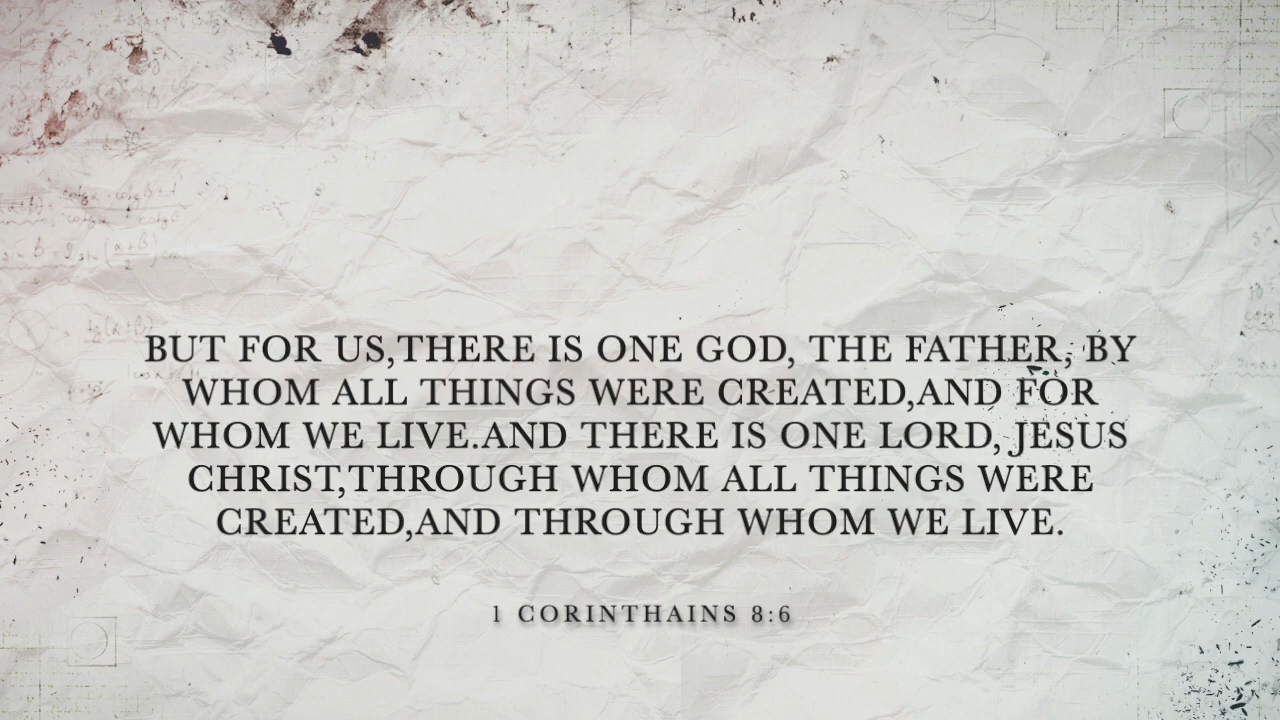 BUT FOR US,THERE IS ONE GOD, THE FATHER, BY
WHOM ALL THINGS WERE CREATED,AND FOR
WHOM WE LIVE.AND THERE IS ONE LORD, JESUS
CHRIST,THROUGH WHOM ALL THINGS WERE
CREATED,AND THROUGH WHOM WE LIVE.
1 CORINTHAINS 8:6